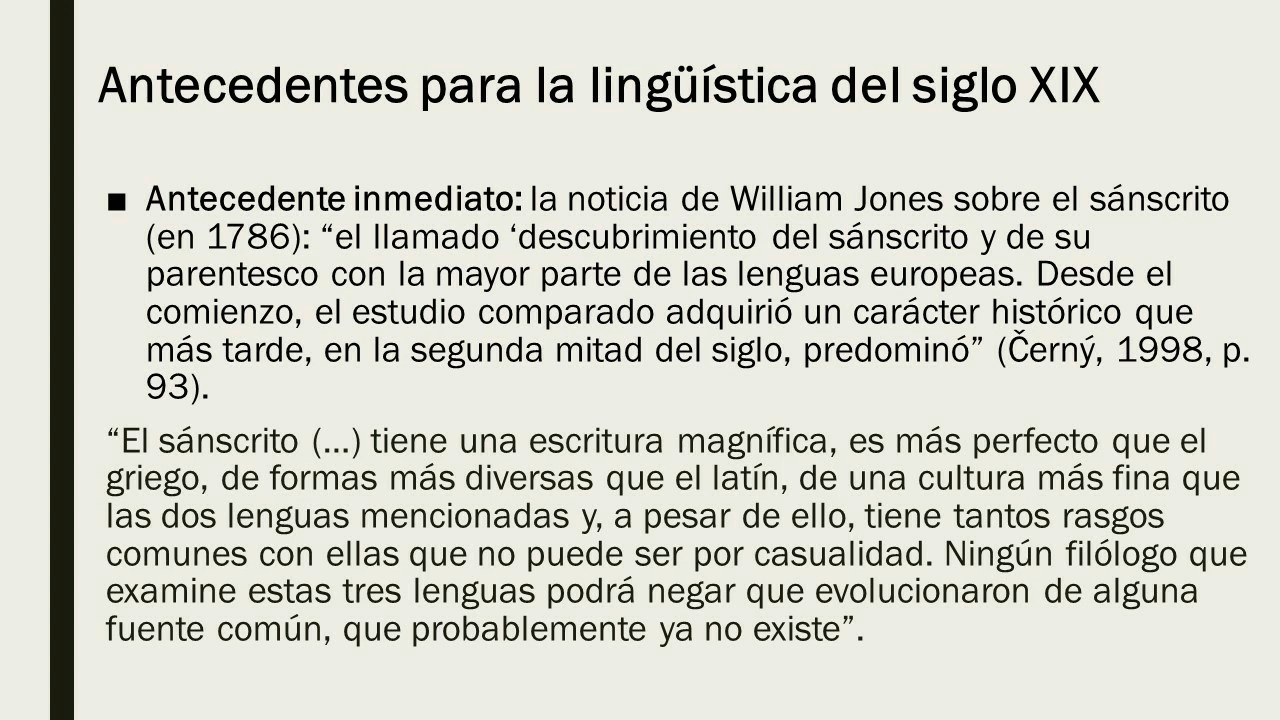 Antecedentes para la lingüística del siglo XIX
■ Antecedente inmediato: la noticia de William Jones sobre el sánscrito
(en 1786): “el llamado ‘descubrimiento del sánscrito y de su
parentesco con la mayor parte de las lenguas europeas. Desde el
comienzo, el estudio comparado adquirió un carácter histórico que
más tarde, en la segunda mitad del siglo, predominó” (Černý, 1998, p.
93).
“El sánscrito (...) tiene una escritura magnífica, es más perfecto que el
griego, de formas más diversas que el latín, de una cultura más fina que
las dos lenguas mencionadas y, a pesar de ello, tiene tantos rasgos
comunes con ellas que no puede ser por casualidad. Ningún filólogo que
examine estas tres lenguas podrá negar que evolucionaron de alguna
fuente común, que probablemente ya no existe”.